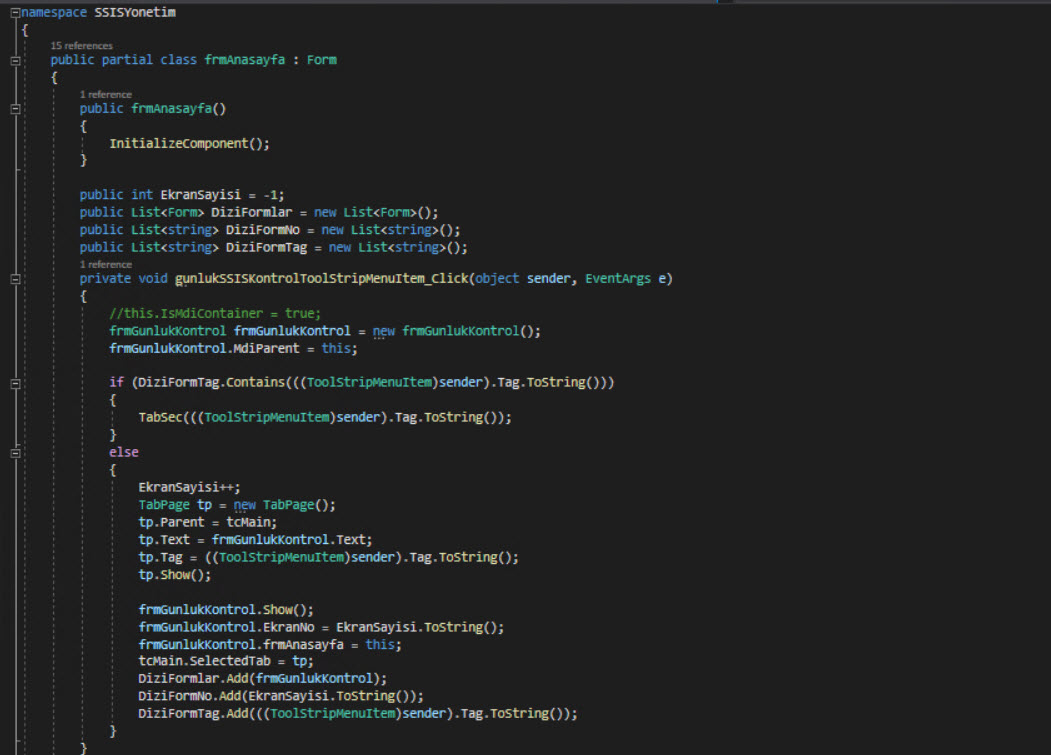 namespace SSISYonetim
{
15 references
public partial class frmAnasayfa : Form
{
1 reference
public frmAnasayfa()
{
InitializeComponent();
}
public int EkranSayisi = -1;
public List<Form> DiziFormlar = new List<Form>();
public List<string> DiziFormNo = new List<string>();
public List<string> DiziFormTag = new List<string>();
1 reference
private void gunlukSSISKontrolToolStripMenuItem_Click(object sender, EventArgs e)
{
//this.IsMdiContainer = true;
frmGunlukKontrol frmGunlukKontrol = new frmGunlukKontrol();
frmGunlukKontrol.MdiParent = this;
if (DiziFormTag.Contains(((ToolStripMenuItem)sender).Tag.ToString()))
{
TabSec(((ToolStripMenuItem)sender).Tag.ToString());
}
else
{
EkranSayisi++;
TabPage tp = new TabPage();
tp.Parent = tcMain;
tp.Text = frmGunlukKontrol.Text;
tp.Tag = ((ToolStripMenuItem)sender).Tag.ToString();
tp.Show();
frmGunlukKontrol.Show();
frmGunlukKontrol.EkranNo = EkranSayisi.ToString();
frmGunlukKontrol.frmAnasayfa = this;
tcMain.SelectedTab = tp;
DiziFormlar.Add(frmGunlukKontrol);
DiziFormNo.Add(EkranSayisi.ToString());
DiziFormTag.Add(((ToolStripMenuItem)sender).Tag.ToString());
}
}